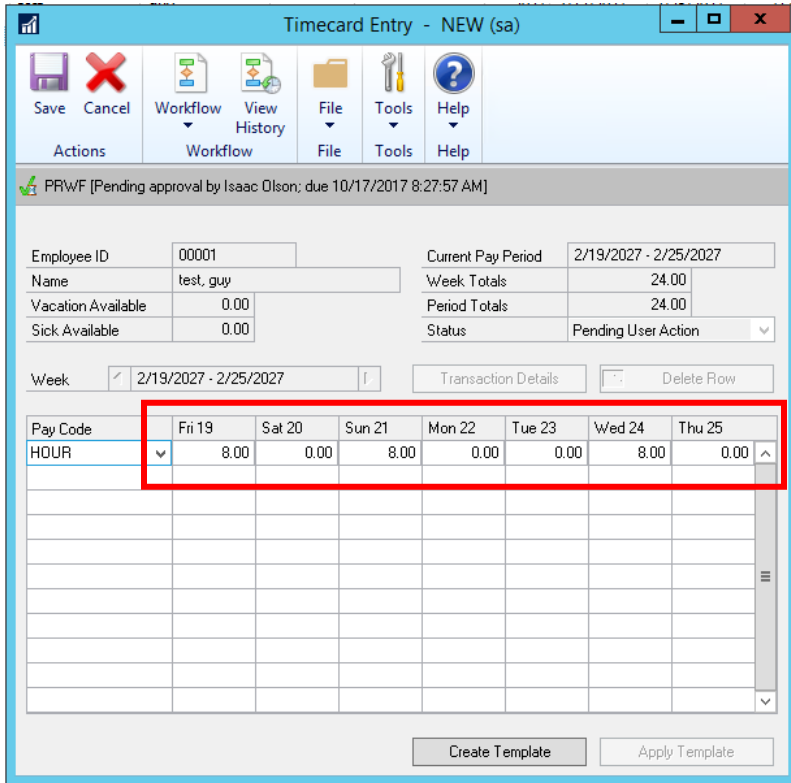 Timecard Entry - NEW (sa)
Save Cancel Workflow View History File Tools Help
Actions Workflow File Tools Help
PRWF [Pending approval by Isaac Olson; due 10/17/2017 8:27:57 AM]
Employee ID 00001 Current Pay Period 2/19/2027 - 2/25/2027
Name test, guy Week Totals 24.00
Vacation Available 0.00 Period Totals 24.00
Sick Available 0.00 Status Pending User Action
Week 2/19/2027 - 2/25/2027 Transaction Details Delete Row
Pay Code Fri 19 Sat 20 Sun 21 Mon 22 Tue 23 Wed 24 Thu 25
HOUR 8.00 0.00 8.00 0.00 0.00 8.00 0.00
Create Template Apply Template